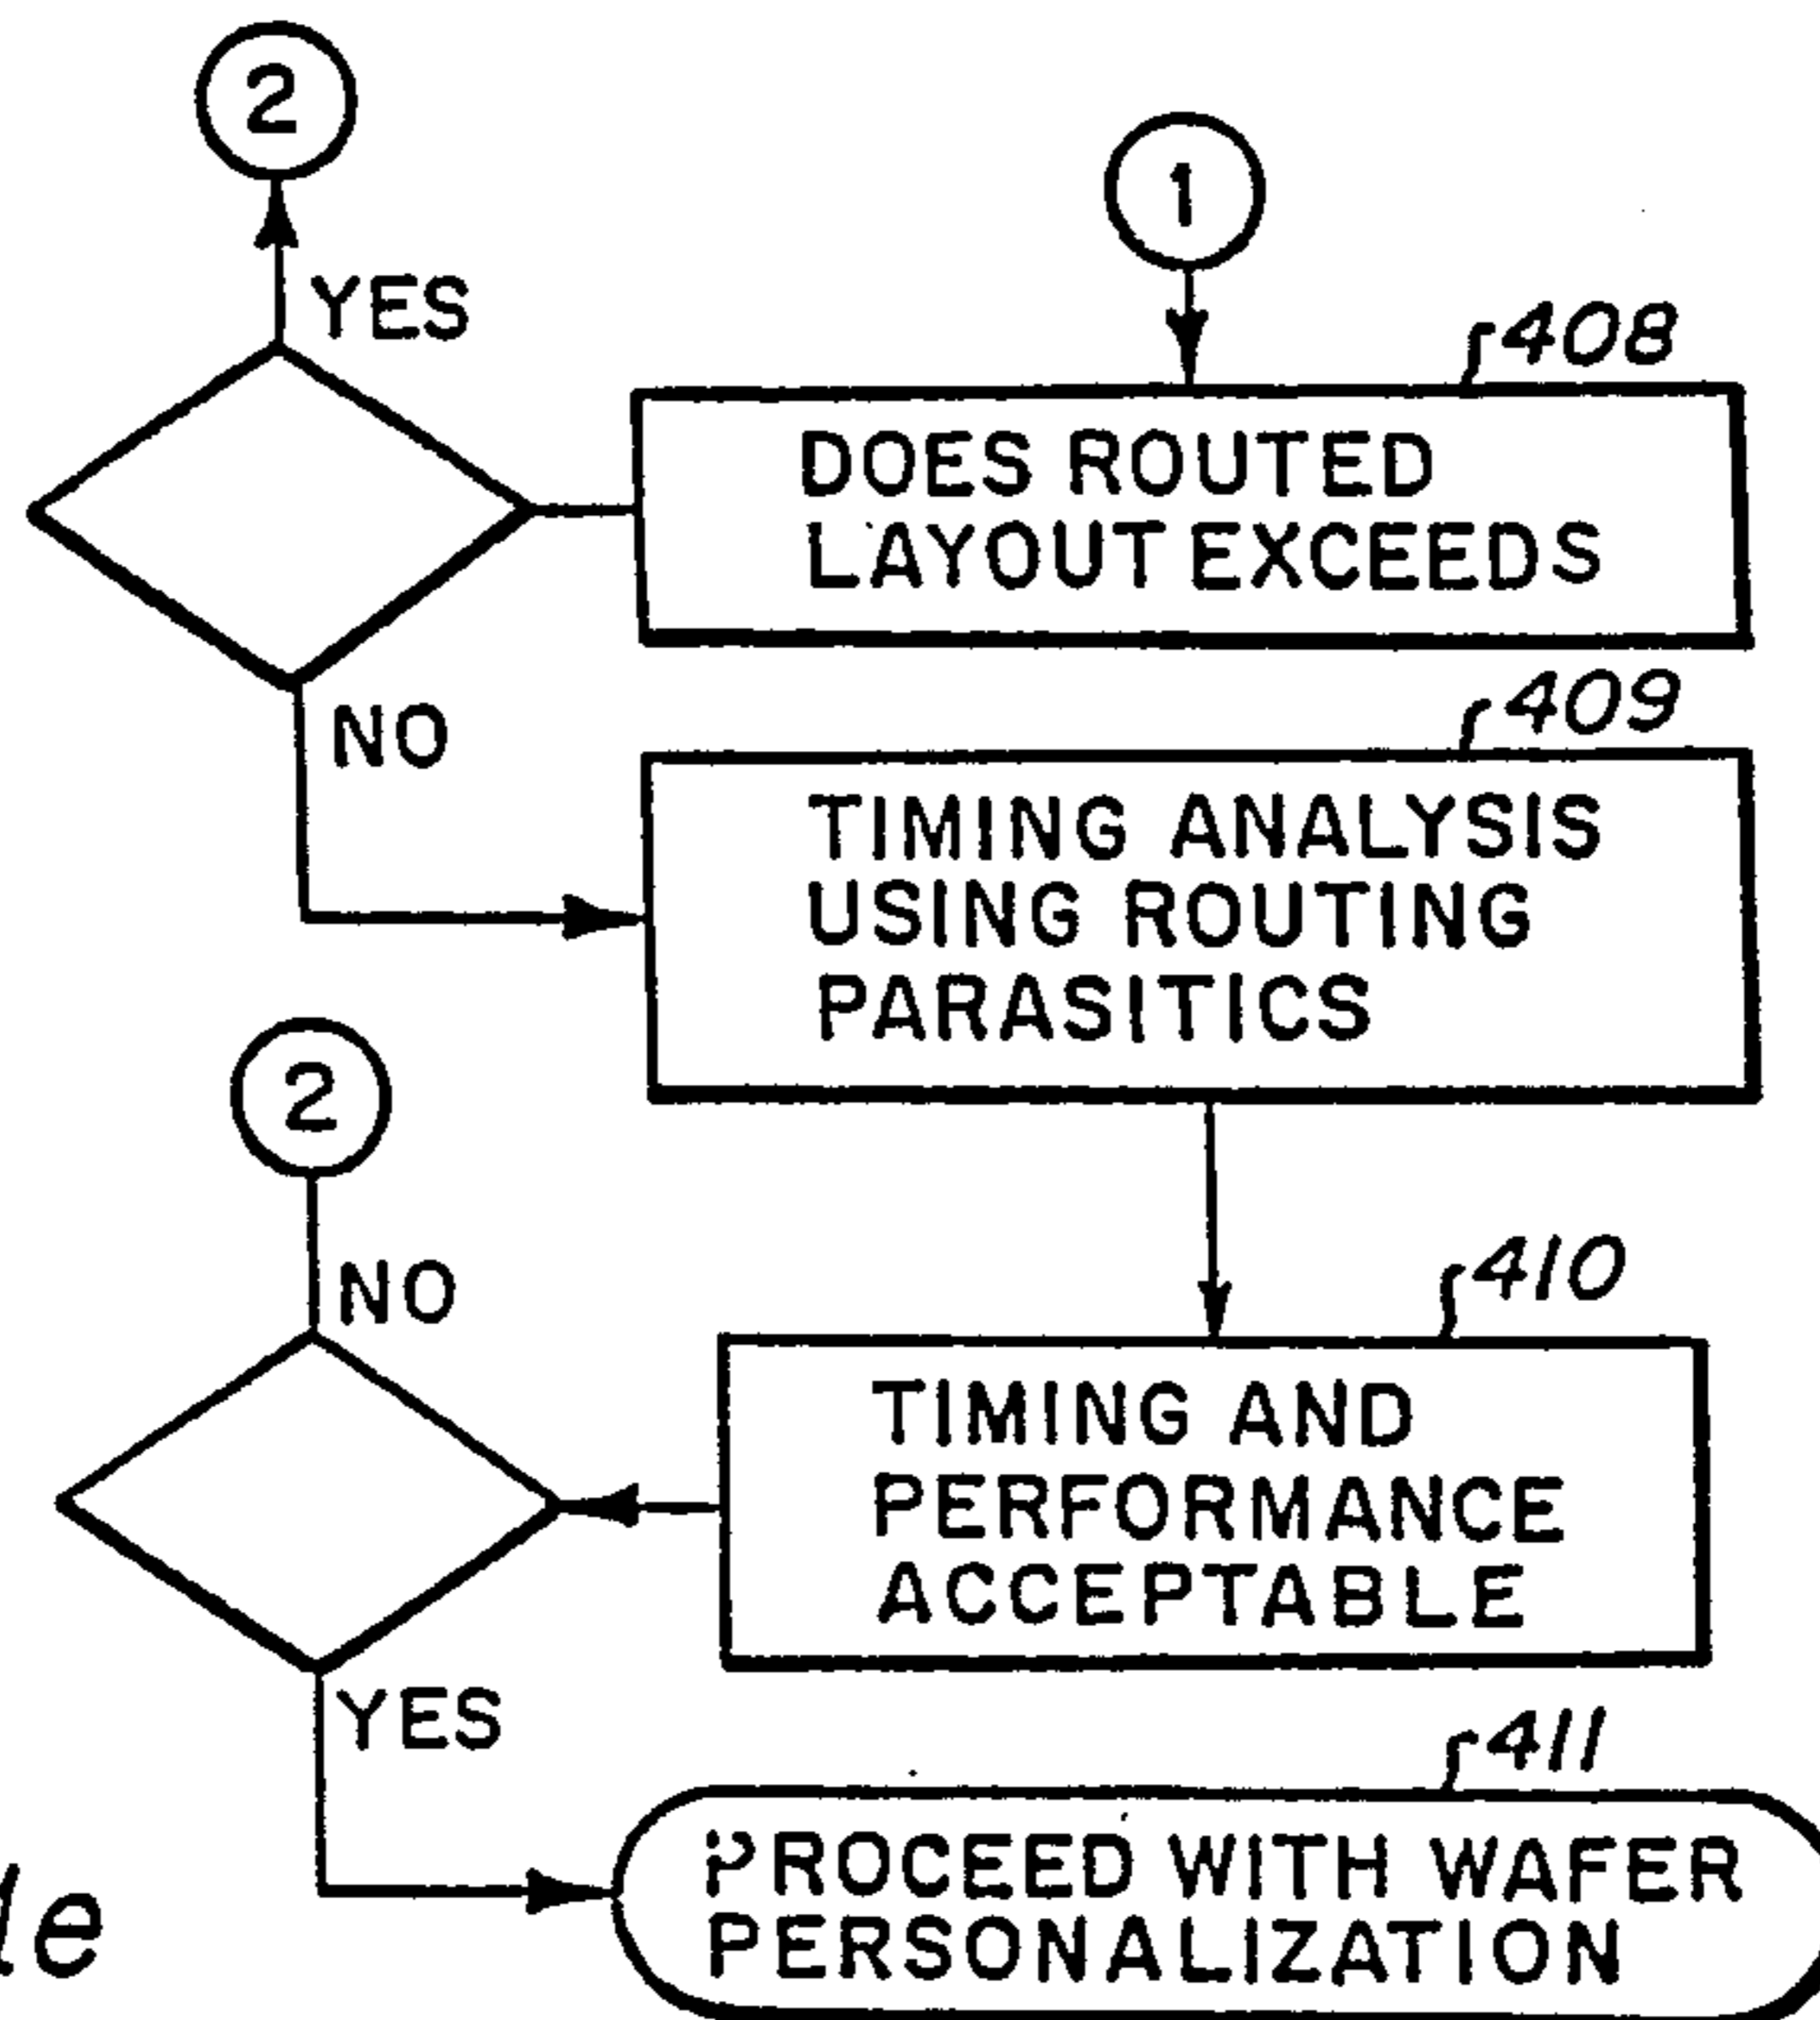 2
1
YES
408
DOES ROUTED
LAYOUT EXCEEDS
NO
409
TIMING ANALYSIS
USING ROUTING
PARASITICS
2
NO
410
TIMING AND
PERFORMANCE
ACCEPTABLE
YES
411
PROCEED WITH WAFER
PERSONALIZATION